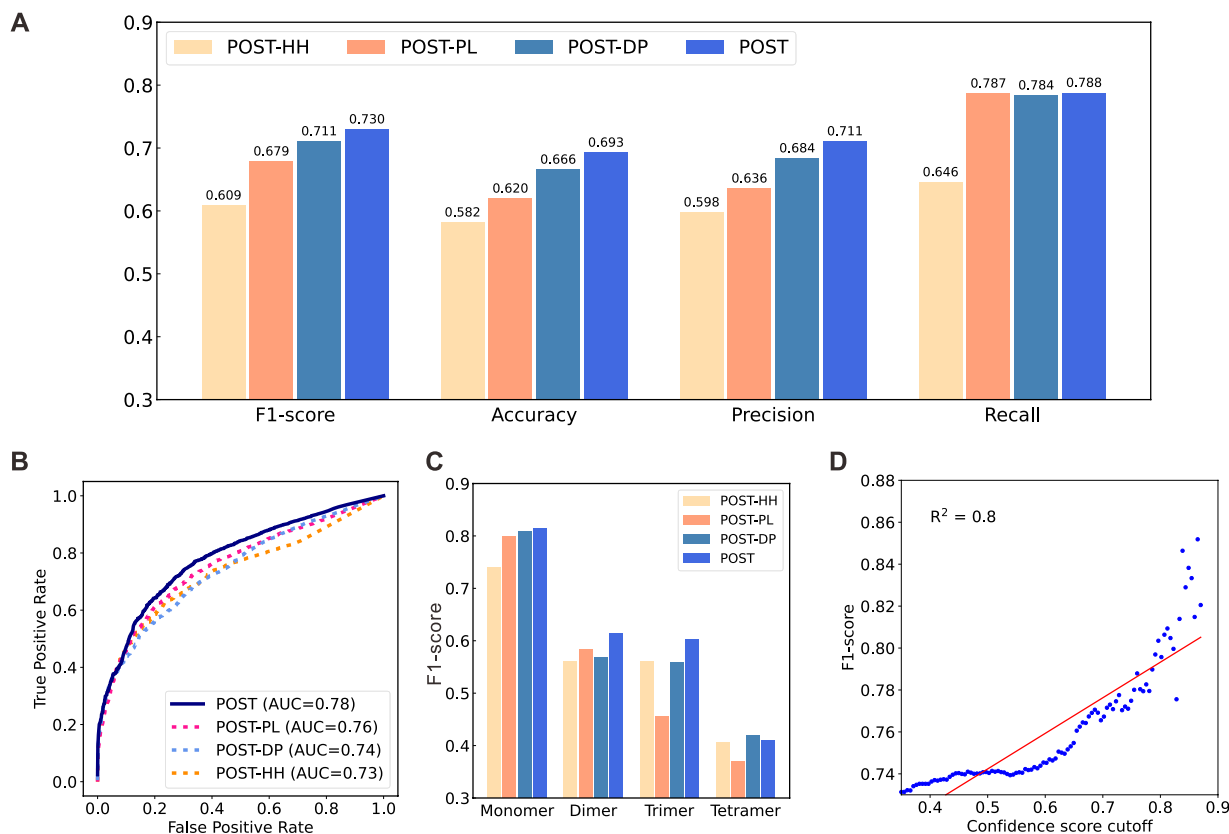 A
POST-HH POST-PL POST-DP POST
0.9
0.8
0.7
0.6
0.5
0.4
0.3
0.609 0.679 0.711 0.730
0.582 0.620 0.666 0.693
0.598 0.636 0.684 0.711
0.646 0.787 0.784 0.788
F1-score Accuracy Precision Recall
B
True Positive Rate
1.0
0.8
0.6
0.4
0.2
0.0
POST (AUC=0.78)
POST-PL (AUC=0.76)
POST-DP (AUC=0.74)
POST-HH (AUC=0.73)
0.0 0.2 0.4 0.6 0.8 1.0
False Positive Rate
C
F1-score
0.9
0.8
0.7
0.6
0.5
0.4
0.3
POST-HH
POST-PL
POST-DP
POST
Monomer Dimer Trimer Tetramer
D
F1-score
0.88
0.86
0.84
0.82
0.80
0.78
0.76
0.74
R² = 0.8
0.4 0.5 0.6 0.7 0.8 0.9
Confidence score cutoff